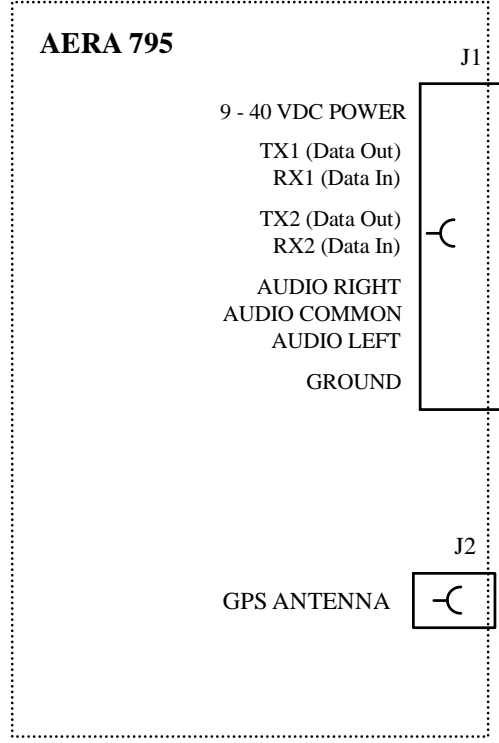 AERA 795
J1
9 - 40 VDC POWER
TX1 (Data Out)
RX1 (Data In)
TX2 (Data Out)
RX2 (Data In)
AUDIO RIGHT
AUDIO COMMON
AUDIO LEFT
GROUND
J2
GPS ANTENNA